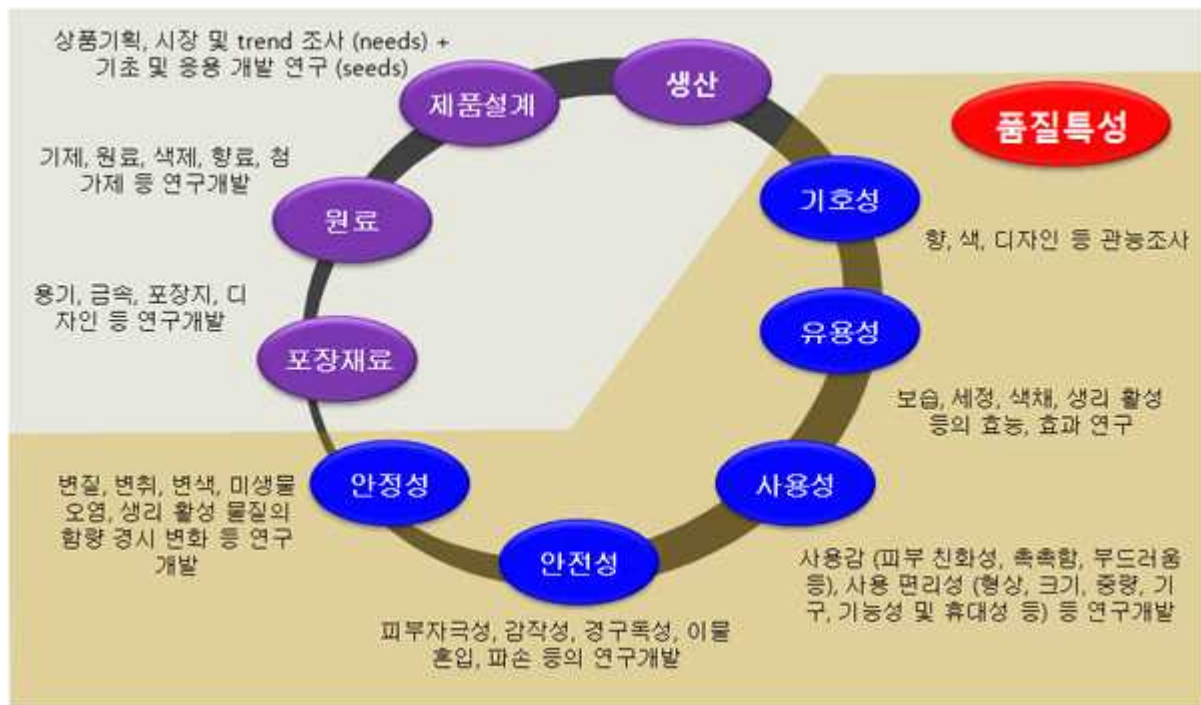 상품기획, 시장 및 trend 조사 (needs) +
기초 및 응용 개발 연구 (seeds)
제품설계
생산
품질특성
기제, 원료, 색제, 향료, 첨
가제 등 연구개발
원료
기호성
향, 색, 디자인 등 관능조사
용기, 금속, 포장지, 디
자인 등 연구개발
포장재료
유용성
보습, 세정, 색채, 생리 활성
등의 효능, 효과 연구
변질, 변취, 변색, 미생물
오염, 생리 활성 물질의
함량 경시 변화 등 연구
개발
안정성
사용성
사용감 (피부 친화성, 촉촉함, 부드러움
등), 사용 편리성 (형상, 크기, 중량, 기
구, 기능성 및 휴대성 등) 등 연구개발
안전성
피부자극성, 감작성, 경구독성, 이물
혼입, 파손 등의 연구개발